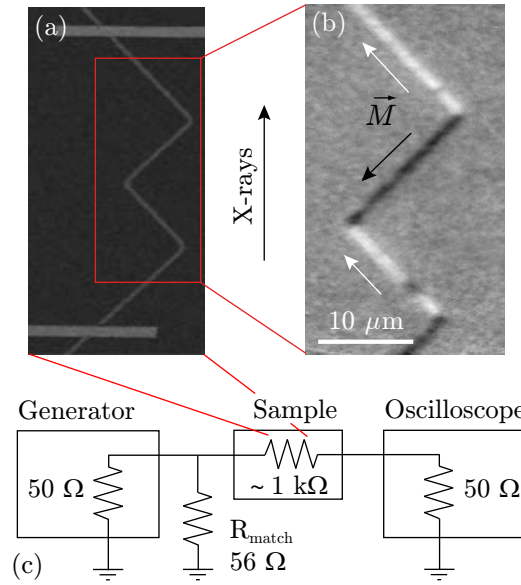 (a)
(b)
X-rays
M
10 μm
Generator
Sample
Oscilloscope
50 Ω
~ 1 kΩ
50 Ω
R_match
56 Ω
(c)